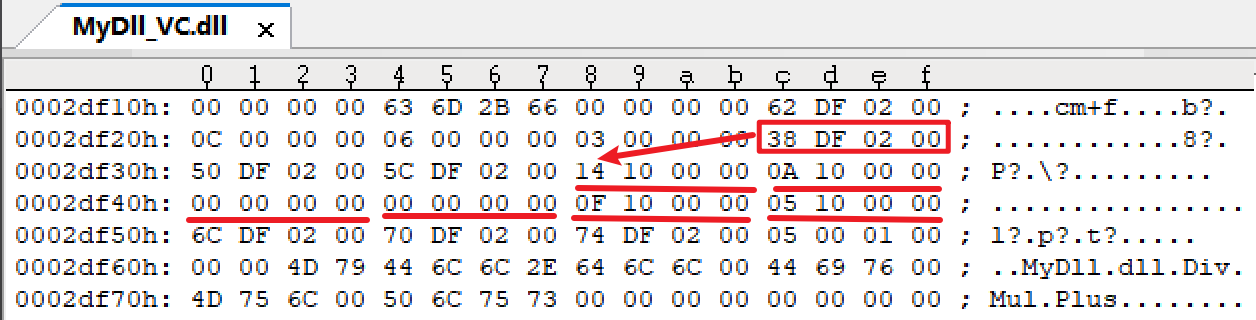 MyDll_VC.dll ×
0 1 2 3 4 5 6 7 8 9 a b c d e f
0002df10h: 00 00 00 00 63 6D 2B 66 00 00 00 00 62 DF 02 00 ; ....cm+f....b?.
0002df20h: 0C 00 00 00 06 00 00 00 03 00 00 00 38 DF 02 00 ; ............8?.
0002df30h: 50 DF 02 00 5C DF 02 00 14 10 00 00 0A 10 00 00 ; P?.\?.........
0002df40h: 00 00 00 00 00 00 00 00 0F 10 00 00 05 10 00 00 ; ................
0002df50h: 6C DF 02 00 70 DF 02 00 74 DF 02 00 05 00 01 00 ; l?.p?.t?.....
0002df60h: 00 00 4D 79 44 6C 6C 2E 64 6C 6C 00 44 69 76 00 ; ..MyDll.dll.Div.
0002df70h: 4D 75 6C 00 50 6C 75 73 00 00 00 00 00 00 00 00 ; Mul.Plus........